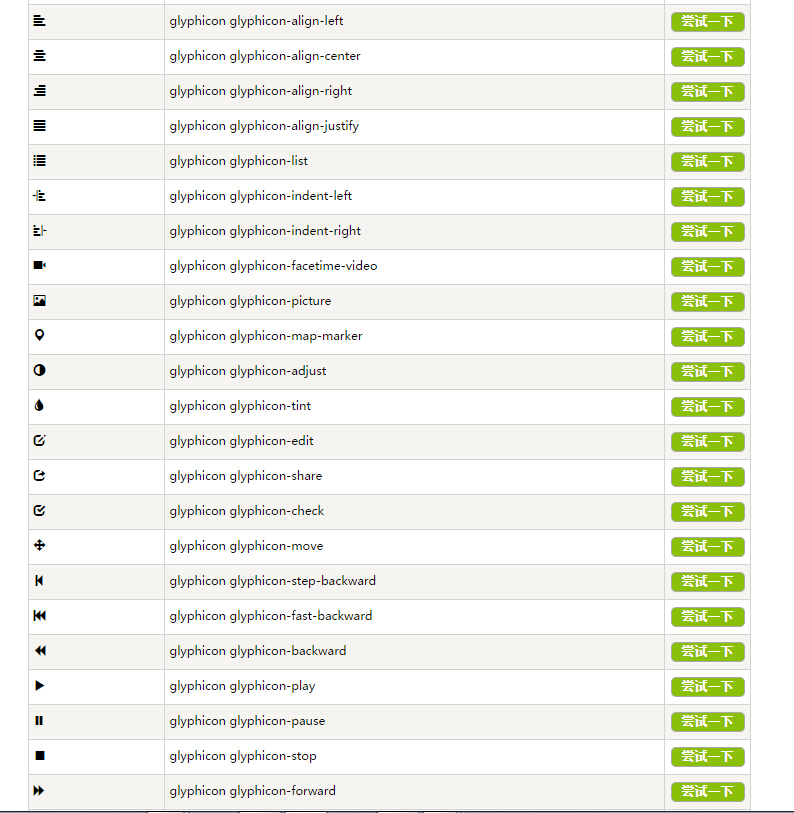 glyphicon glyphicon-align-left 尝试一下
glyphicon glyphicon-align-center 尝试一下
glyphicon glyphicon-align-right 尝试一下
glyphicon glyphicon-align-justify 尝试一下
glyphicon glyphicon-list 尝试一下
glyphicon glyphicon-indent-left 尝试一下
glyphicon glyphicon-indent-right 尝试一下
glyphicon glyphicon-facetime-video 尝试一下
glyphicon glyphicon-picture 尝试一下
glyphicon glyphicon-map-marker 尝试一下
glyphicon glyphicon-adjust 尝试一下
glyphicon glyphicon-tint 尝试一下
glyphicon glyphicon-edit 尝试一下
glyphicon glyphicon-share 尝试一下
glyphicon glyphicon-check 尝试一下
glyphicon glyphicon-move 尝试一下
glyphicon glyphicon-step-backward 尝试一下
glyphicon glyphicon-fast-backward 尝试一下
glyphicon glyphicon-backward 尝试一下
glyphicon glyphicon-play 尝试一下
glyphicon glyphicon-pause 尝试一下
glyphicon glyphicon-stop 尝试一下
glyphicon glyphicon-forward 尝试一下